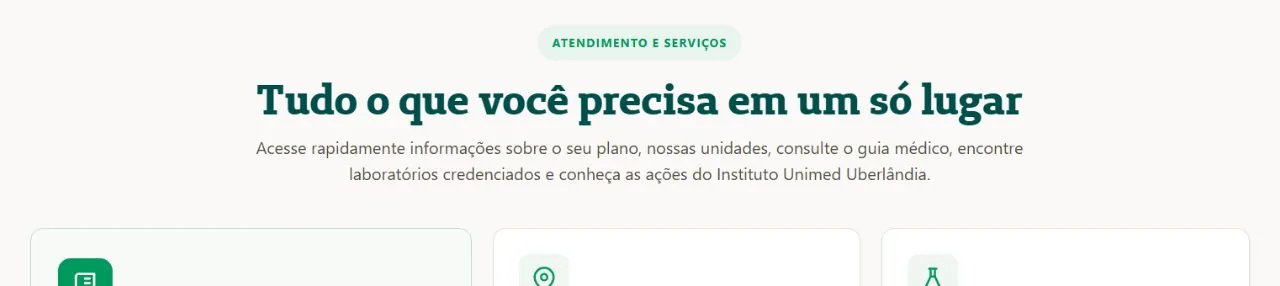 ATENDIMENTO E SERVIÇOS
Tudo o que você precisa em um só lugar
Acesse rapidamente informações sobre o seu plano, nossas unidades, consulte o guia médico, encontre
laboratórios credenciados e conheça as ações do Instituto Unimed Uberlândia.